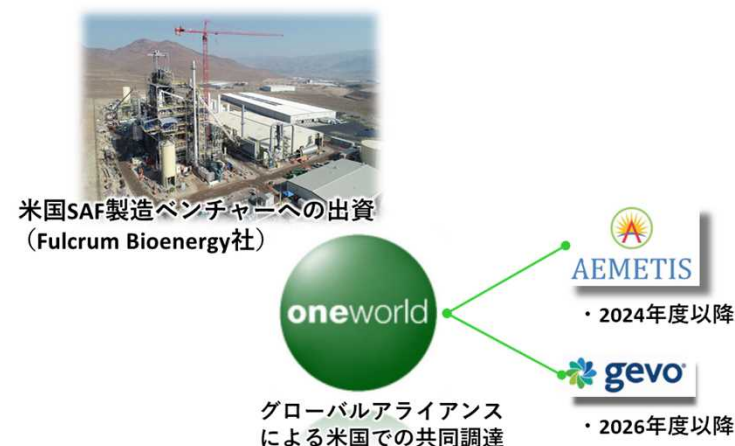 米国SAF製造ベンチャーへの出資
（Fulcrum Bioenergy社）
oneworld
グローバルアライアンス
による米国での共同調達
AEMETIS
・2024年度以降
gevo
・2026年度以降